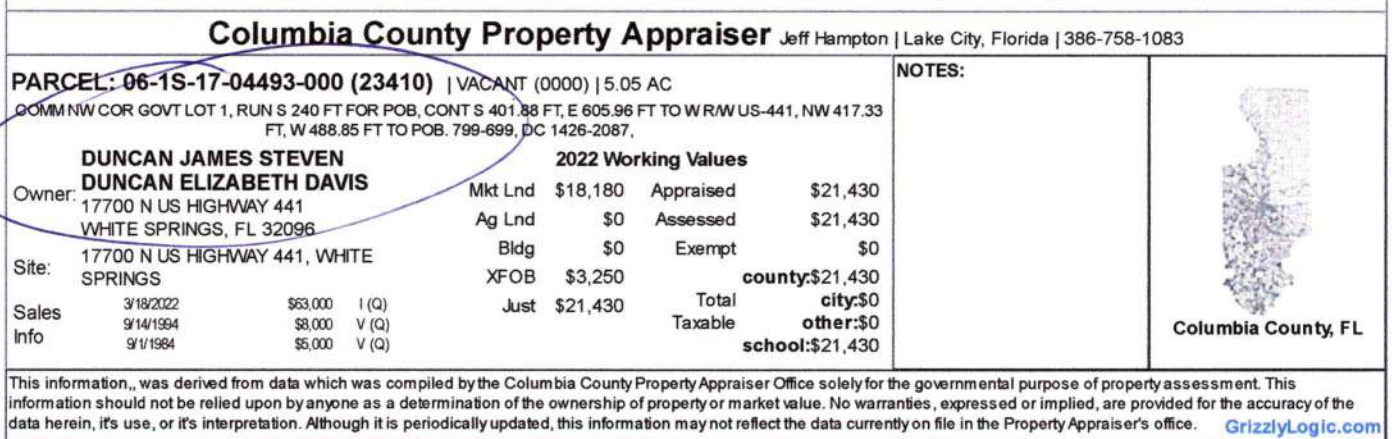 Columbia County Property Appraiser Jeff Hampton | Lake City, Florida | 386-758-1083
PARCEL: 06-1S-17-04493-000 (23410) | VACANT (0000) | 5.05 AC
COMM NW COR GOVT LOT 1, RUN S 240 FT FOR POB, CONT S 401.88 FT, E 605.96 FT TO W R/W US-441, NW 417.33
FT, W 488.85 FT TO POB. 799-699, DC 1426-2087,
Owner: DUNCAN JAMES STEVEN
DUNCAN ELIZABETH DAVIS
17700 N US HIGHWAY 441
WHITE SPRINGS, FL 32096
Site: 17700 N US HIGHWAY 441, WHITE
SPRINGS
Sales Info
3/18/2022 $63,000 I (Q)
9/14/1994 $8,000 V (Q)
9/1/1984 $5,000 V (Q)
2022 Working Values
Mkt Lnd $18,180 Appraised $21,430
Ag Lnd $0 Assessed $21,430
Bldg $0 Exempt $0
XFOB $3,250 county:$21,430
Just $21,430 Total city:$0
Taxable other:$0
school:$21,430
NOTES:
Columbia County, FL
This information,, was derived from data which was compiled by the Columbia County Property Appraiser Office solely for the governmental purpose of property assessment. This
information should not be relied upon by anyone as a determination of the ownership of property or market value. No warranties, expressed or implied, are provided for the accuracy of the
data herein, it's use, or it's interpretation. Although it is periodically updated, this information may not reflect the data currently on file in the Property Appraiser's office. GrizzlyLogic.com